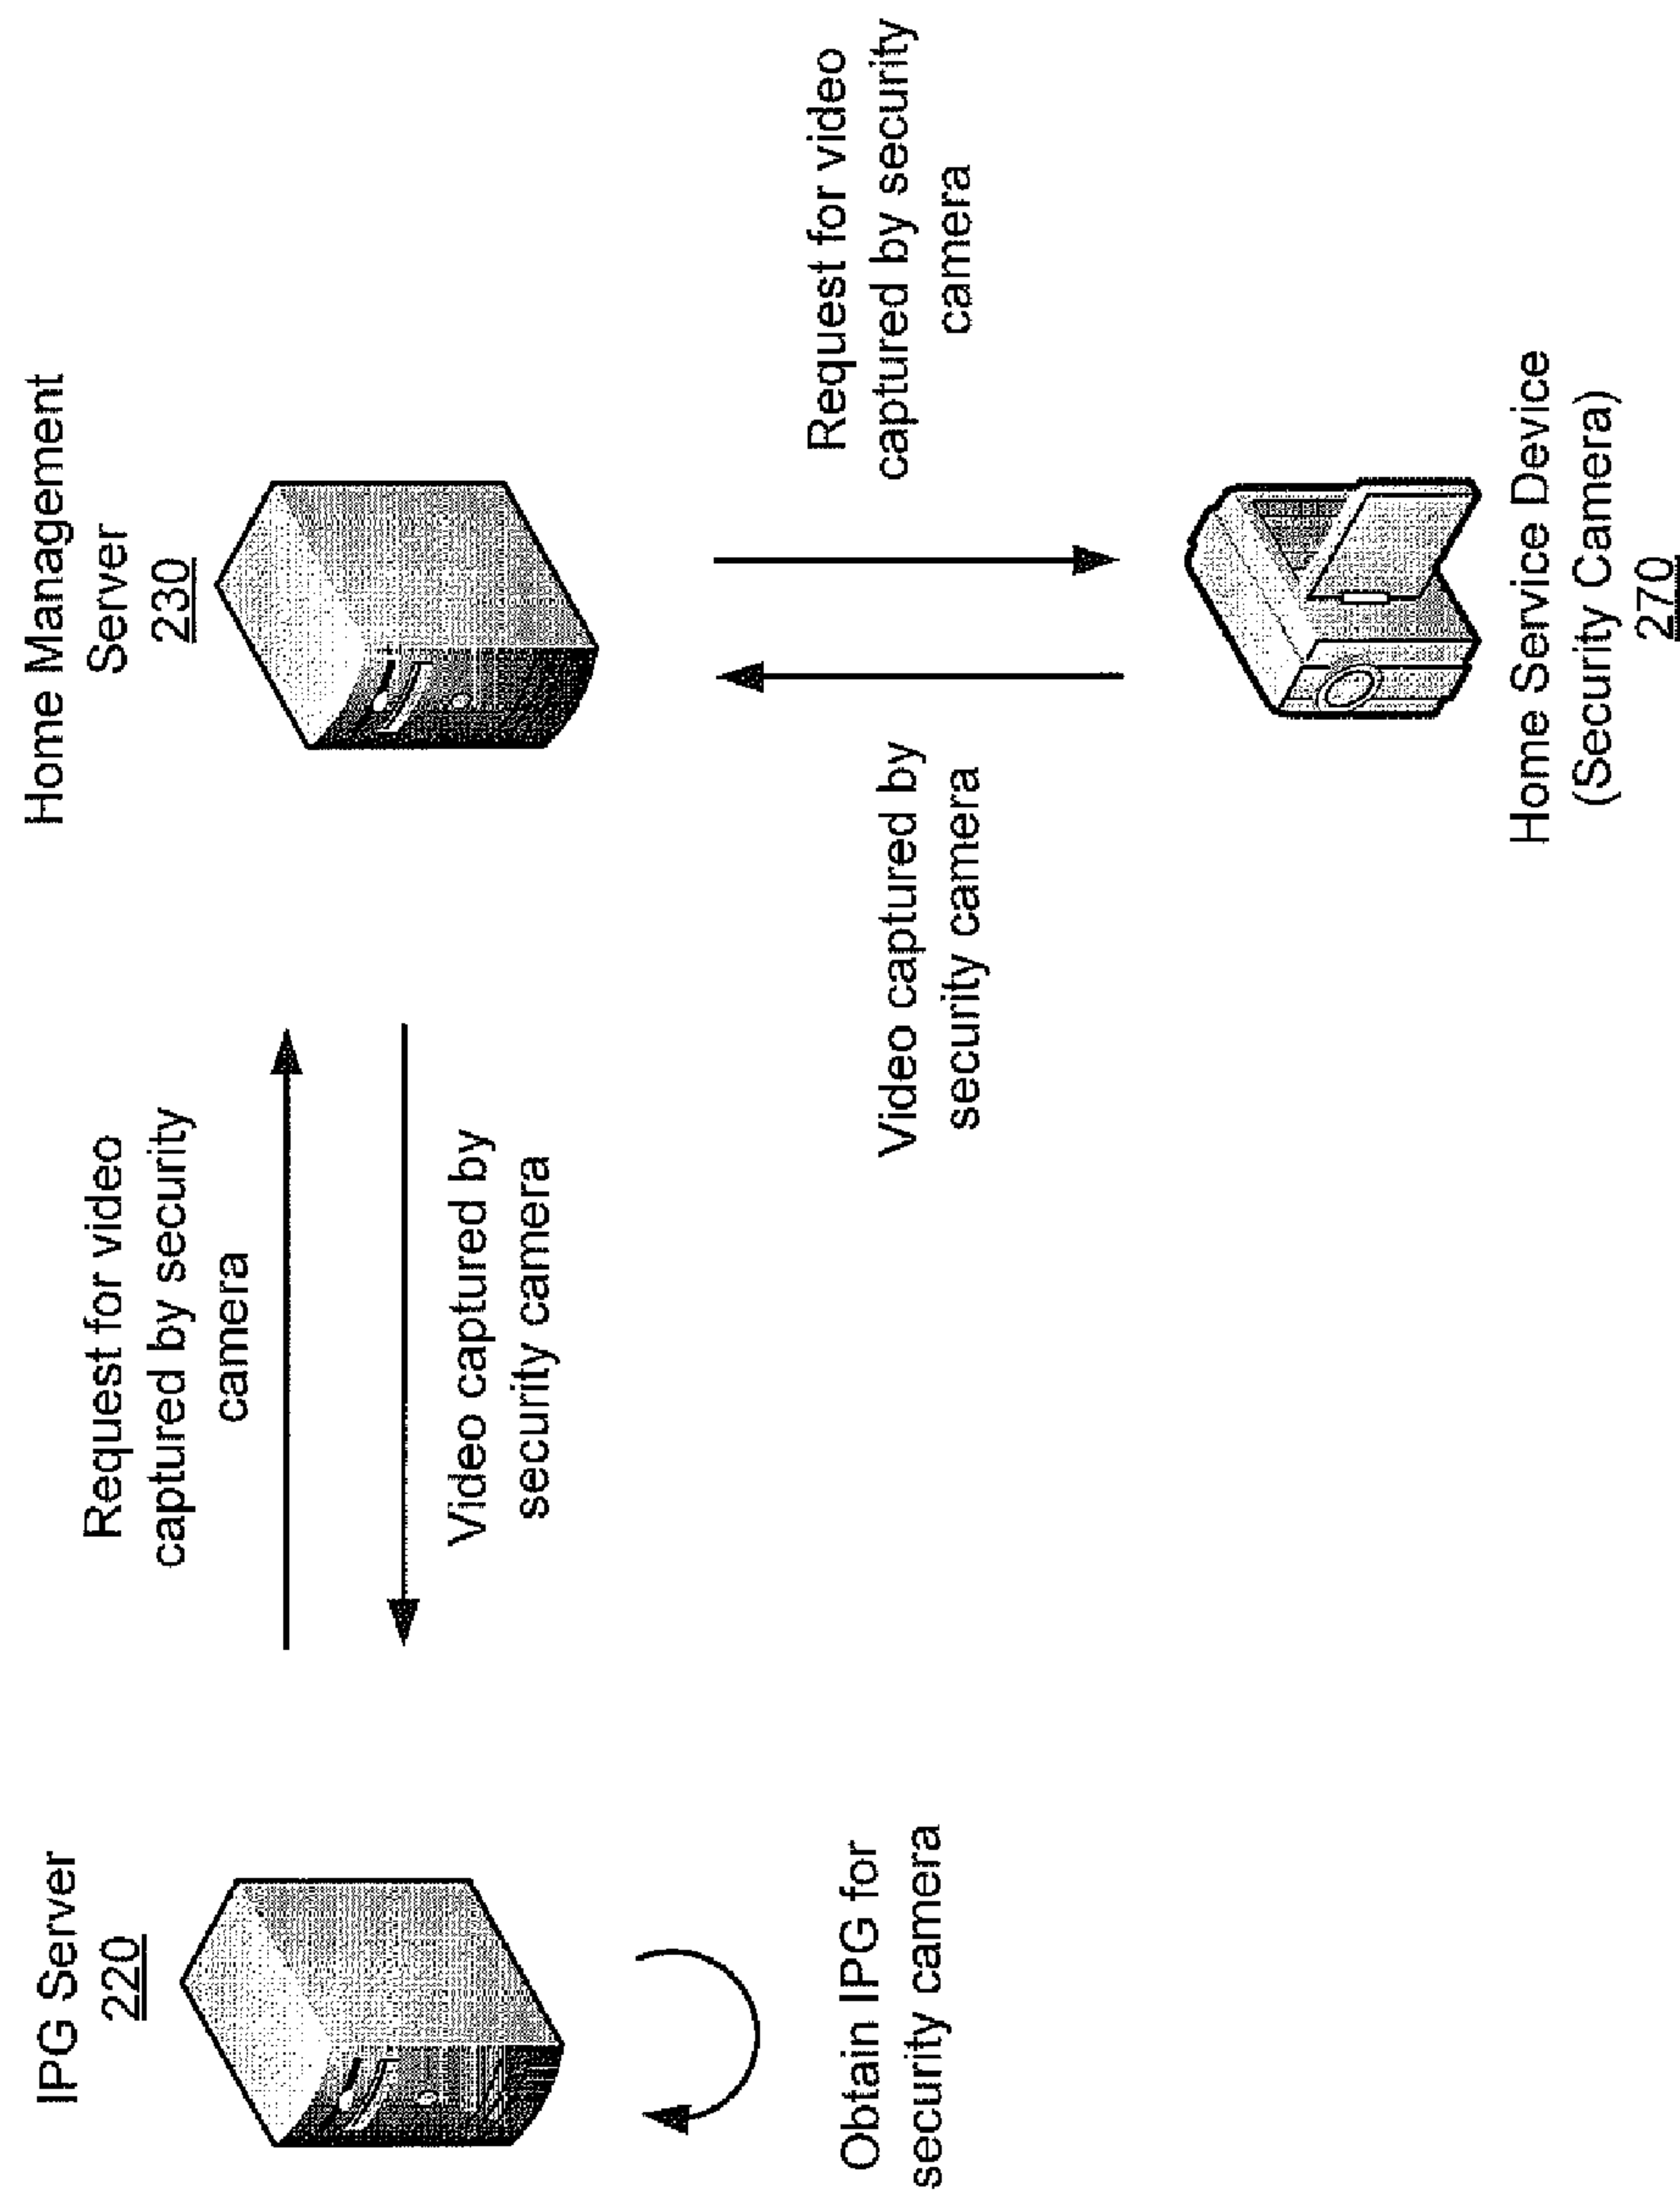 IPG Server
220
Request for video
captured by security
camera
Video captured by
security camera
Home Management
Server
230
Obtain IPG for
security camera
Video captured by
security camera
Request for video
captured by security
camera
Home Service Device
(Security Camera)
270